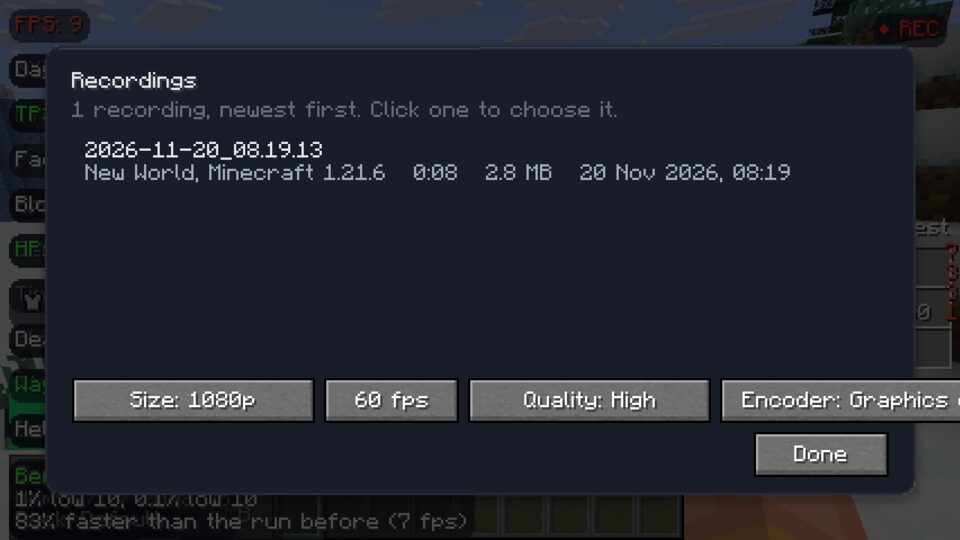 FPS: 9
REC
Recordings
1 recording, newest first. Click one to choose it.
2026-11-20_08.19.13
New World, Minecraft 1.21.6 0:08 2.8 MB 20 Nov 2026, 08:19
Size: 1080p
60 fps
Quality: High
Encoder: Graphics
Done
1% low 10, 0.1% low 10
83% faster than the run before (7 fps)